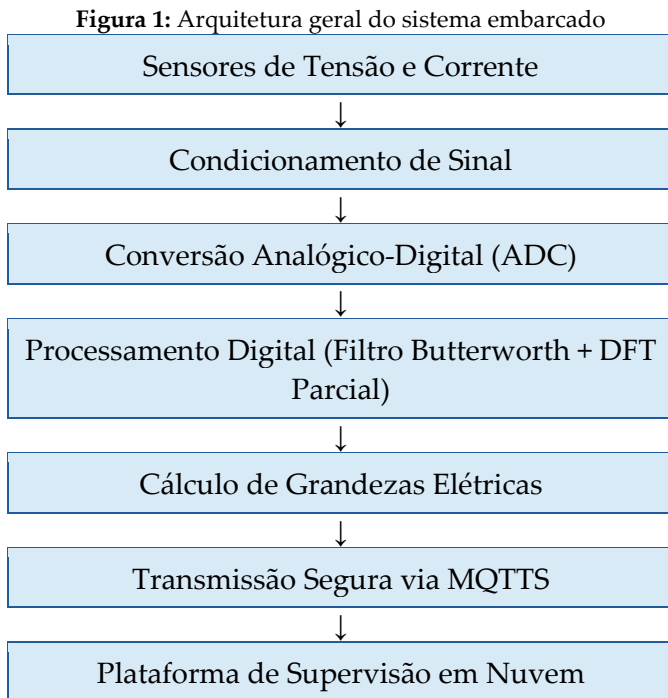 Figura 1: Arquitetura geral do sistema embarcado
Sensores de Tensão e Corrente
↓
Condicionamento de Sinal
↓
Conversão Analógico-Digital (ADC)
↓
Processamento Digital (Filtro Butterworth + DFT
Parcial)
↓
Cálculo de Grandezas Elétricas
↓
Transmissão Segura via MQTTS
↓
Plataforma de Supervisão em Nuvem